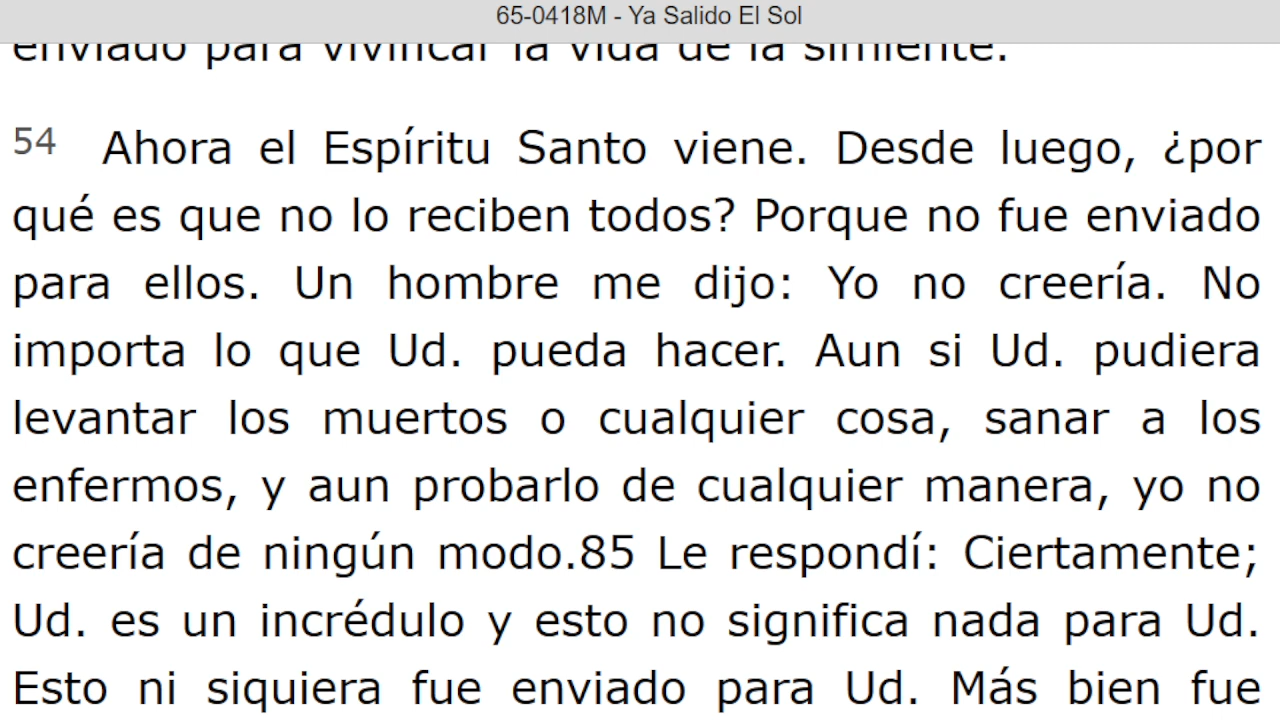 65-0418M - Ya Salido El Sol
enviado para vivificar la vida de la simiente.
54 Ahora el Espíritu Santo viene. Desde luego, ¿por
qué es que no lo reciben todos? Porque no fue enviado
para ellos. Un hombre me dijo: Yo no creería. No
importa lo que Ud. pueda hacer. Aun si Ud. pudiera
levantar los muertos o cualquier cosa, sanar a los
enfermos, y aun probarlo de cualquier manera, yo no
creería de ningún modo.85 Le respondí: Ciertamente;
Ud. es un incrédulo y esto no significa nada para Ud.
Esto ni siquiera fue enviado para Ud. Más bien fue